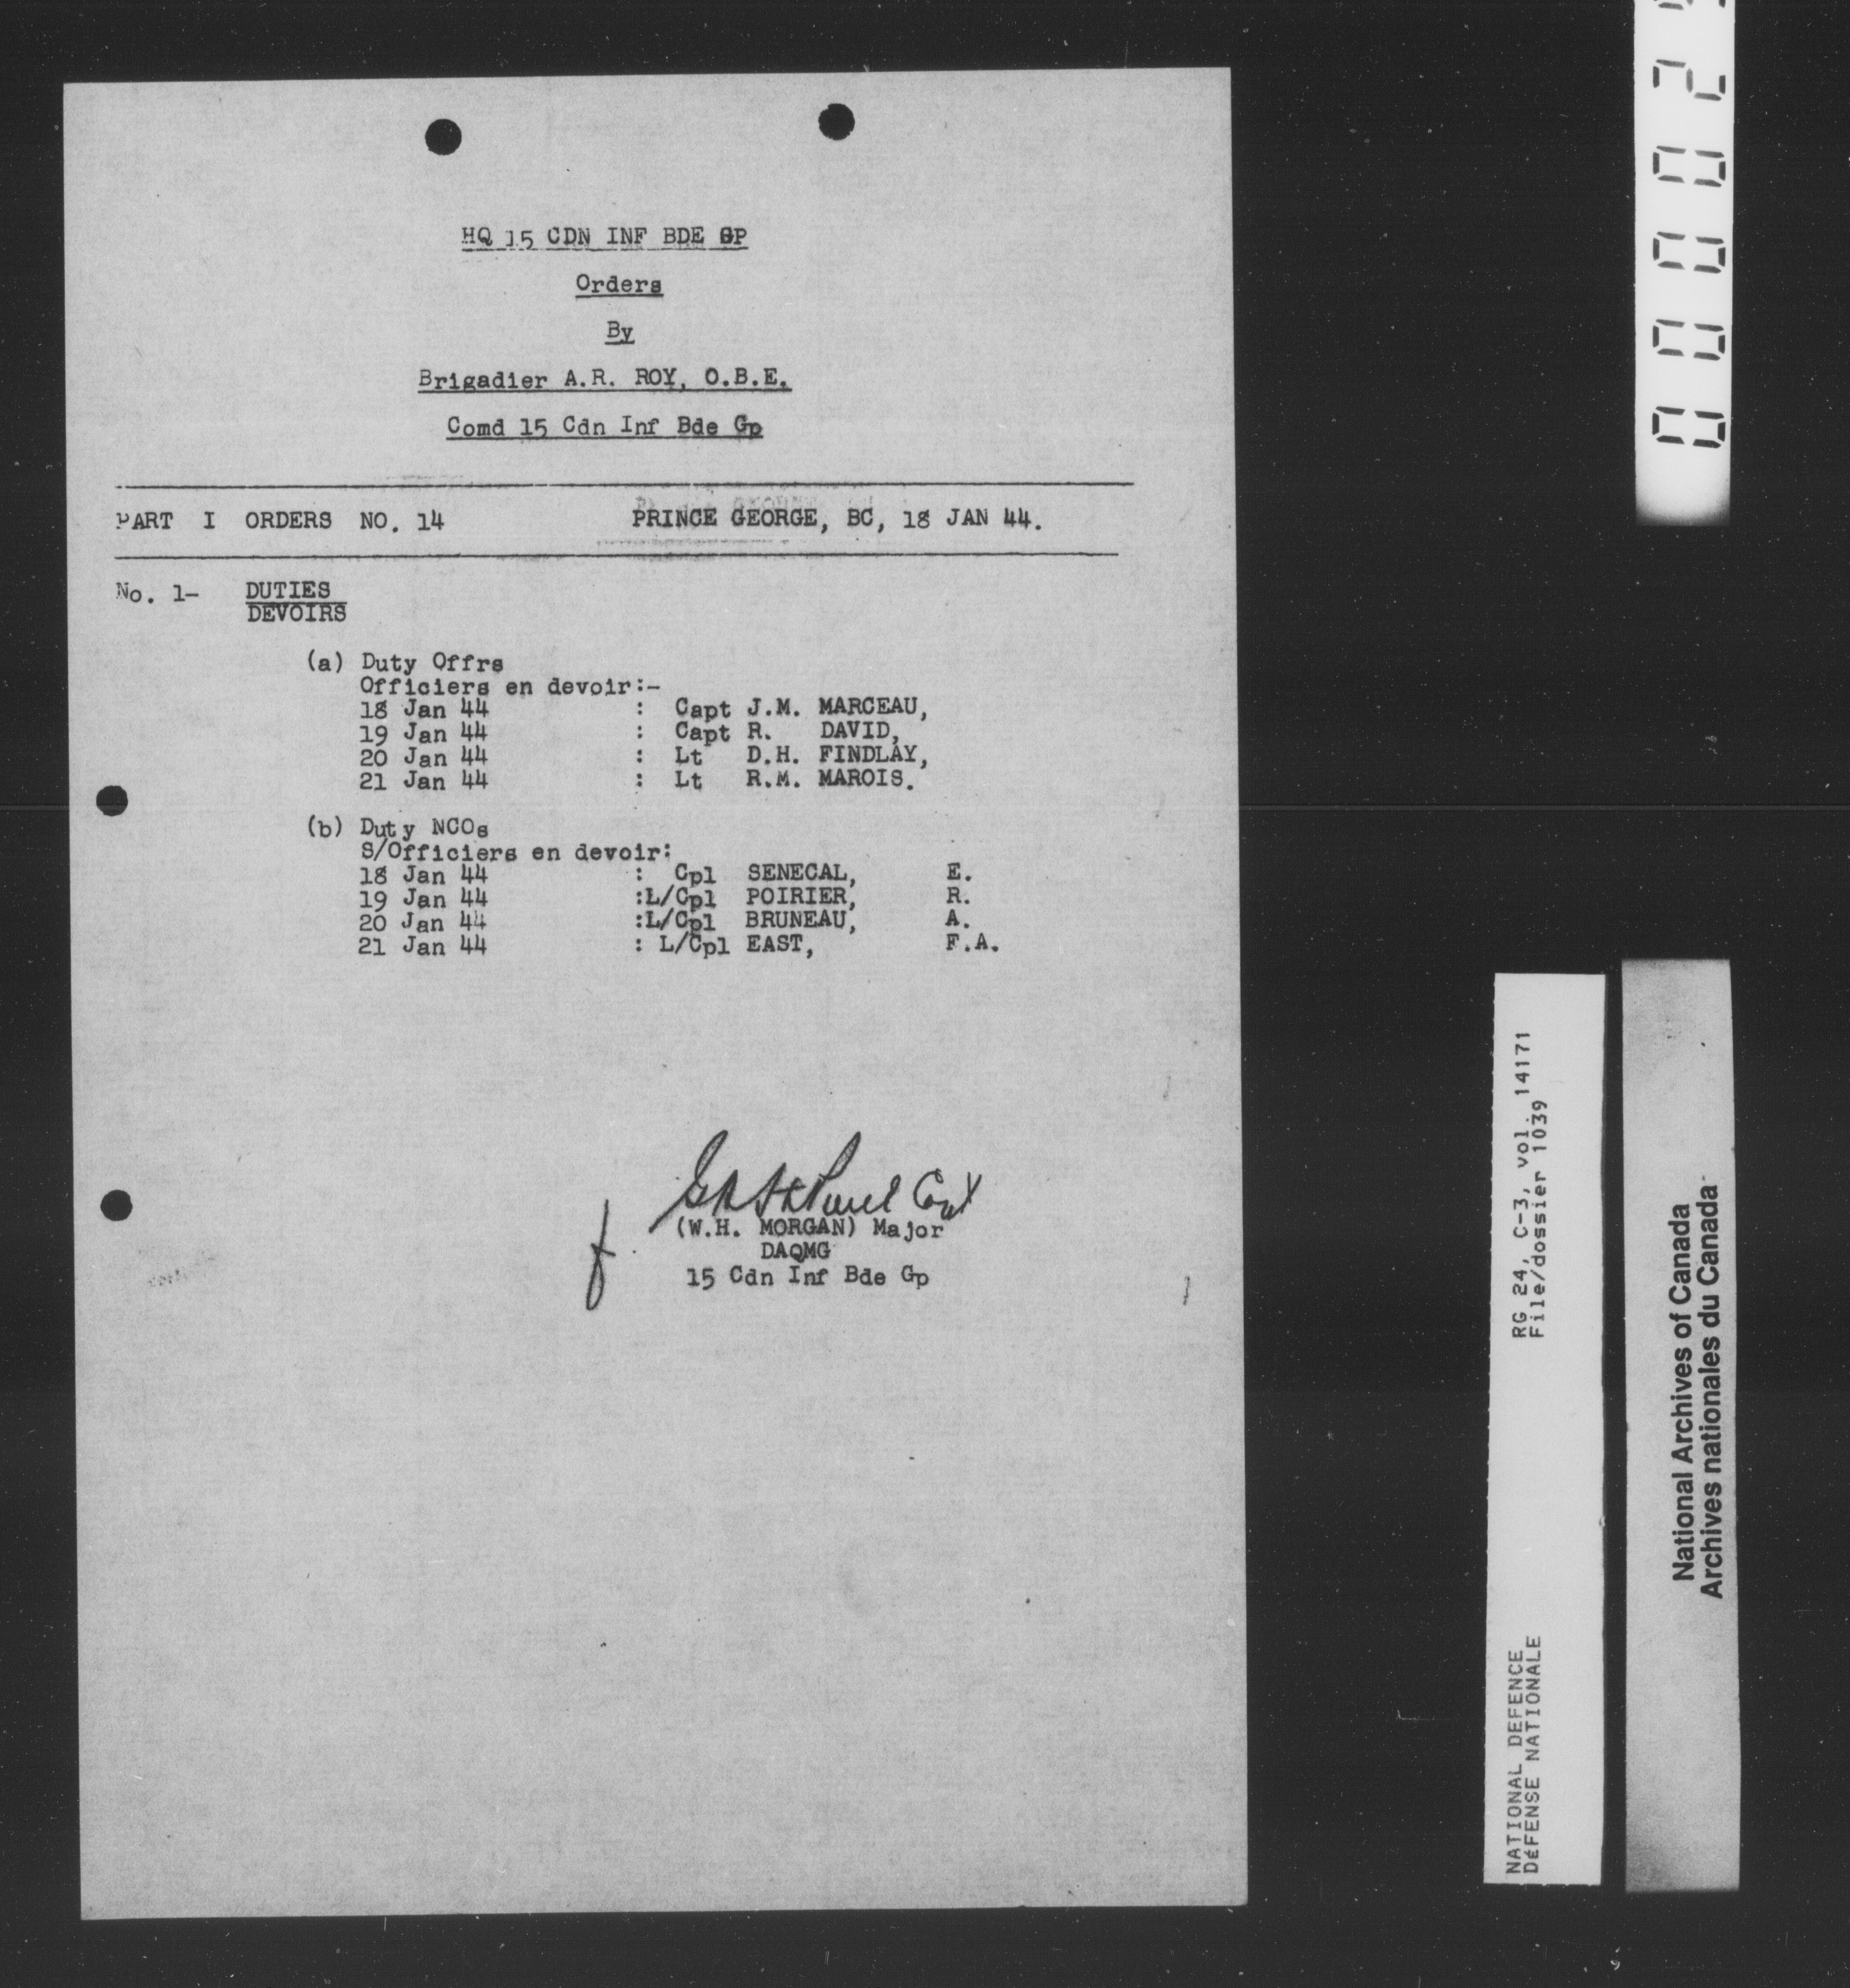 HQ 15 CDN INF BDE GP
Orders
By
Brigadier A.R. ROY, O.B.E.
Comd 15 Cdn Inf Bde Gp
PART I ORDERS NO. 14 PRINCE GEORGE, BC, 18 JAN 44.
No. 1- DUTIES
DEVOIRS
(a) Duty Offrs
Officiers en devoir:-
18 Jan 44 : Capt J.M. MARCEAU,
19 Jan 44 : Capt R. DAVID,
20 Jan 44 : Lt D.H. FINDLAY,
21 Jan 44 : Lt R.M. MAROIS.
(b) Duty NCOs
S/Officiers en devoir:
18 Jan 44 : Cpl SENECAL, E.
19 Jan 44 :L/Cpl POIRIER, R.
20 Jan 44 :L/Cpl BRUNEAU, A.
21 Jan 44 : L/Cpl EAST, F.A.
(W.H. MORGAN) Major
DAQMG
15 Cdn Inf Bde Gp
RG 24, C-3, vol. 14171
File/dossier 1039
NATIONAL DEFENCE
DÉFENSE NATIONALE
National Archives of Canada
Archives nationales du Canada